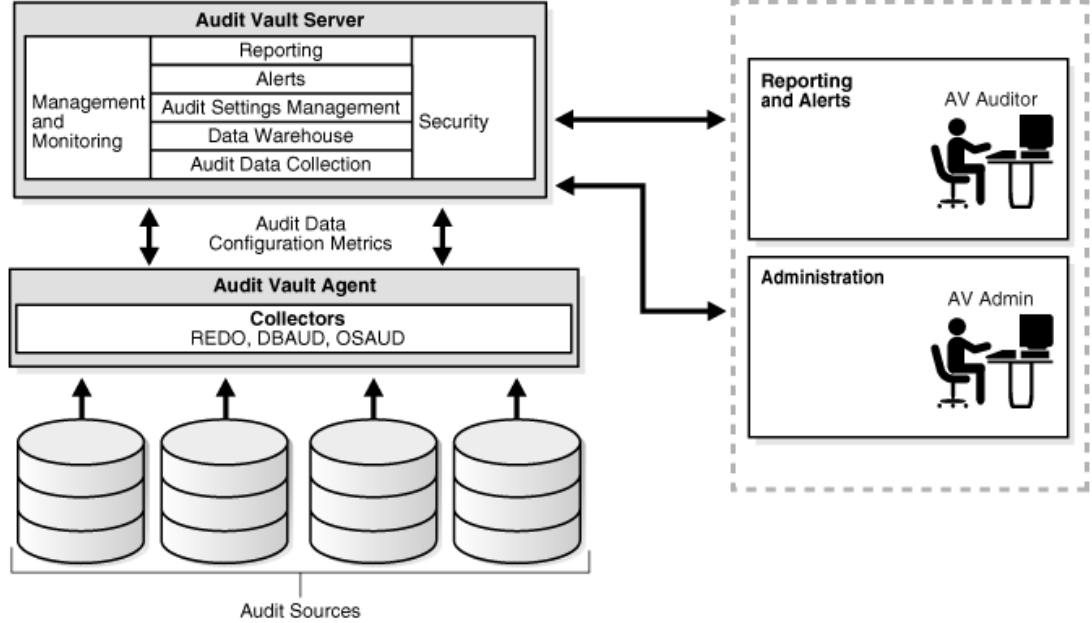 Audit Vault Server
Management
and
Monitoring
Reporting
Alerts
Audit Settings Management
Data Warehouse
Audit Data Collection
Security
Audit Data
Configuration Metrics
Audit Vault Agent
Collectors
REDO, DBAUD, OSAUD
Audit Sources
Reporting
and Alerts
AV Auditor
Administration
AV Admin